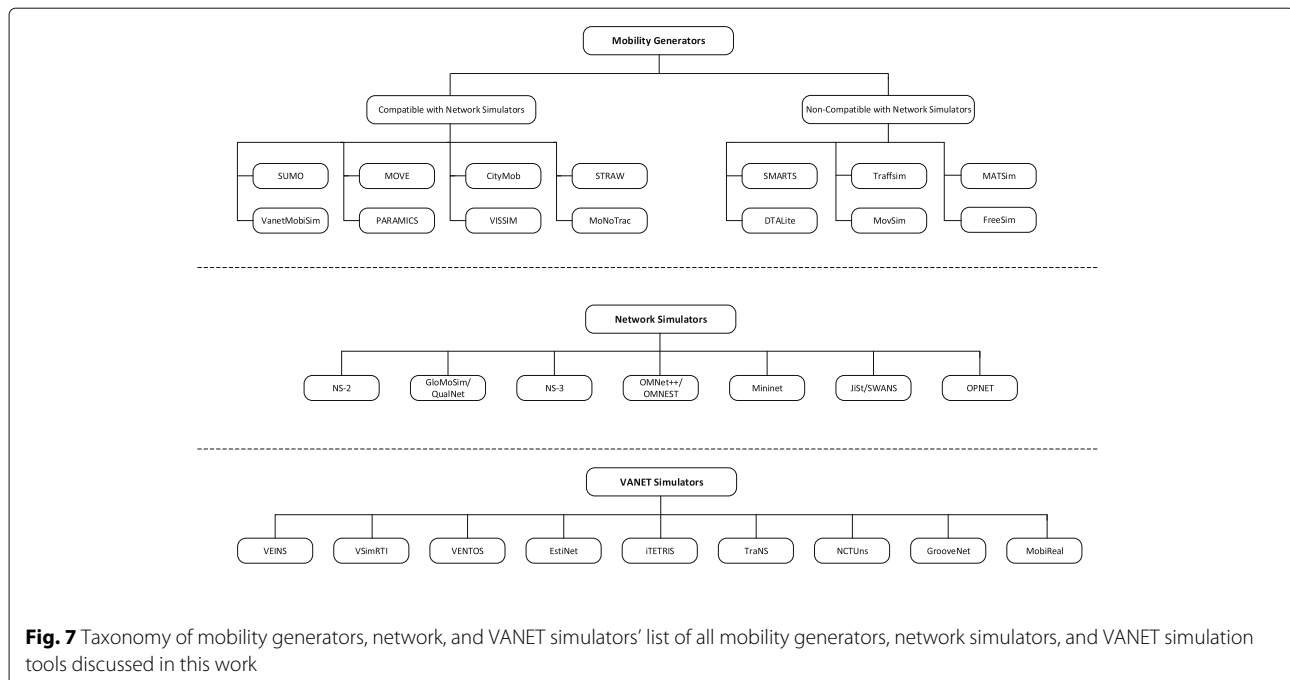 Mobility Generators
Compatible with Network Simulators
Non-Compatible with Network Simulators
SUMO
MOVE
CityMob
STRAW
SMARTS
Traffsim
MATSim
VanetMobiSim
PARAMICS
VISSIM
MoNoTrac
DTALite
MovSim
FreeSim
Network Simulators
NS-2
GloMoSim/
QualNet
NS-3
OMNet++/
OMNEST
Mininet
JiSt/SWANS
OPNET
VANET Simulators
VEINS
VSimRTI
VENTOS
EstiNet
iTETRIS
TraNS
NCTUns
GrooveNet
MobiReal
Fig. 7 Taxonomy of mobility generators, network, and VANET simulators’ list of all mobility generators, network simulators, and VANET simulation
tools discussed in this work